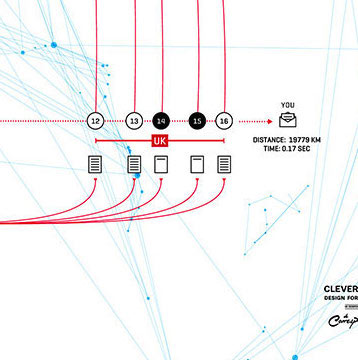 YOU
12 13 14 15 16
UK
DISTANCE: 19779 KM
TIME: 0.17 SEC
CLEVER
DESIGN FOR